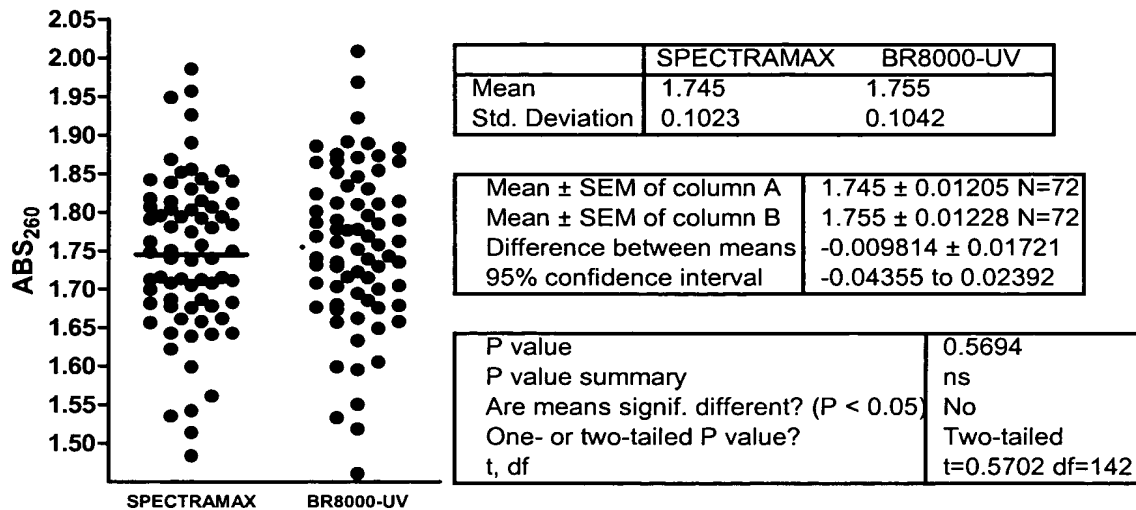 2.05
2.00
1.95
1.90
1.85
1.80
1.75
1.70
1.65
1.60
1.55
1.50
ABS260
SPECTRAMAX BR8000-UV
SPECTRAMAX BR8000-UV
Mean 1.745 1.755
Std. Deviation 0.1023 0.1042
Mean ± SEM of column A 1.745 ± 0.01205 N=72
Mean ± SEM of column B 1.755 ± 0.01228 N=72
Difference between means -0.009814 ± 0.01721
95% confidence interval -0.04355 to 0.02392
P value 0.5694
P value summary ns
Are means signif. different? (P < 0.05) No
One- or two-tailed P value? Two-tailed
t, df t=0.5702 df=142